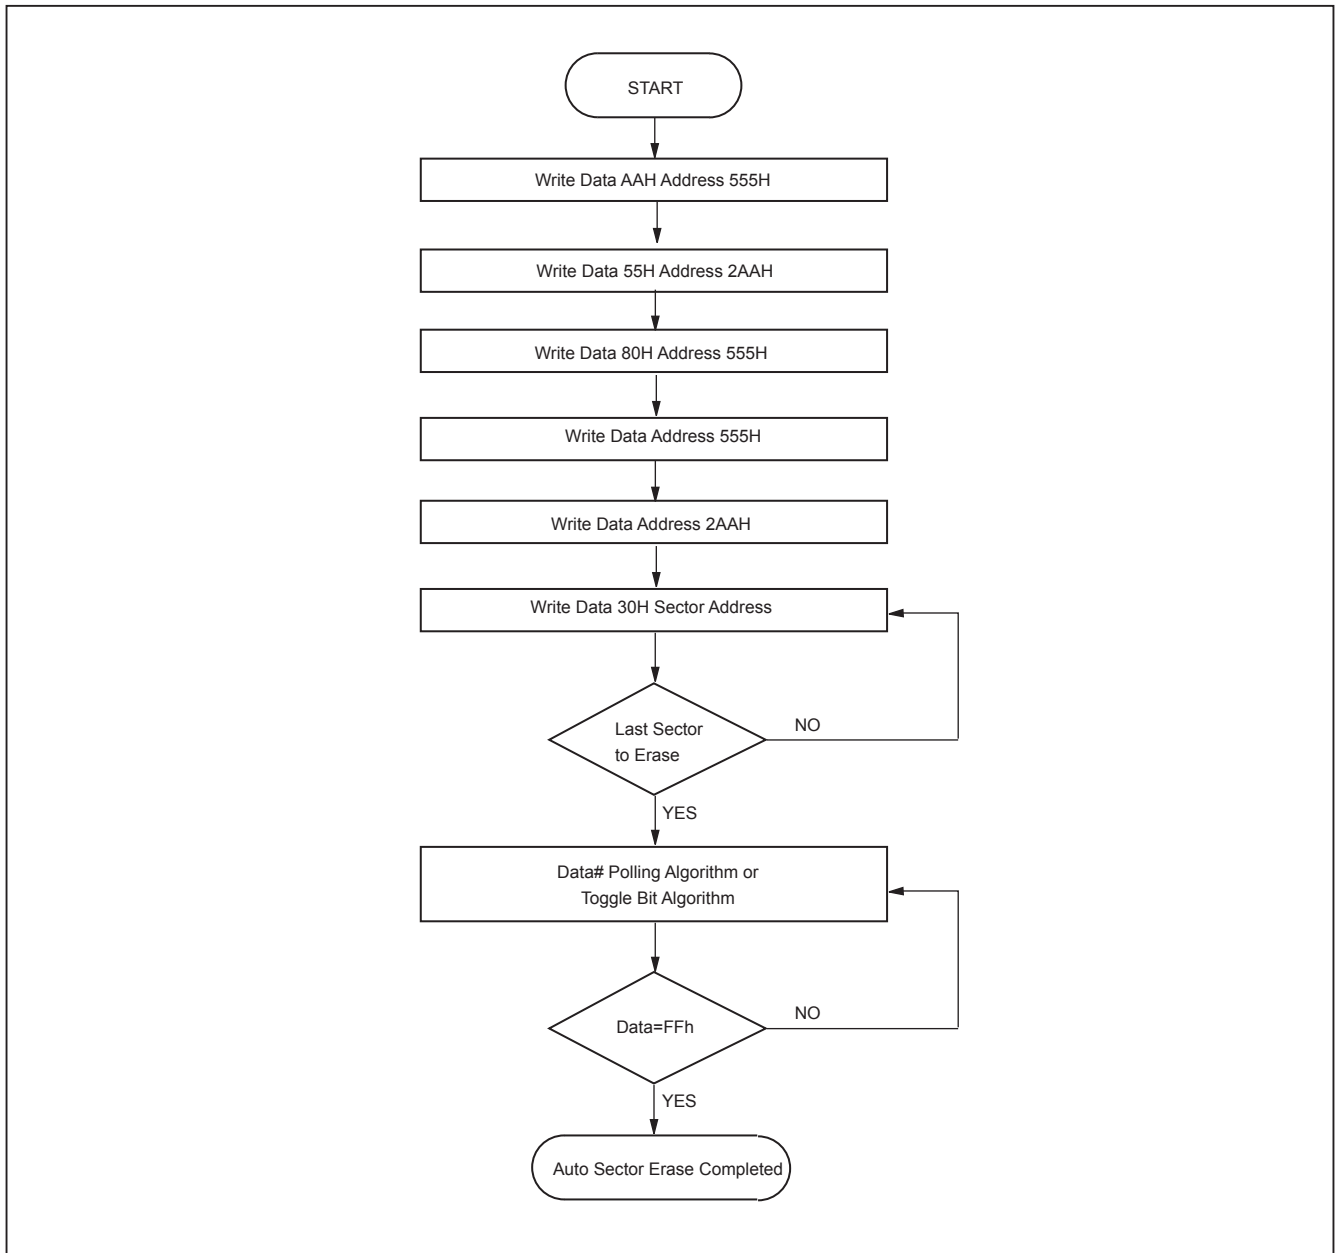 START
Write Data AAH Address 555H
Write Data 55H Address 2AAH
Write Data 80H Address 555H
Write Data Address 555H
Write Data Address 2AAH
Write Data 30H Sector Address
Last Sector
to Erase
NO
YES
Data# Polling Algorithm or
Toggle Bit Algorithm
Data=FFh
NO
YES
Auto Sector Erase Completed